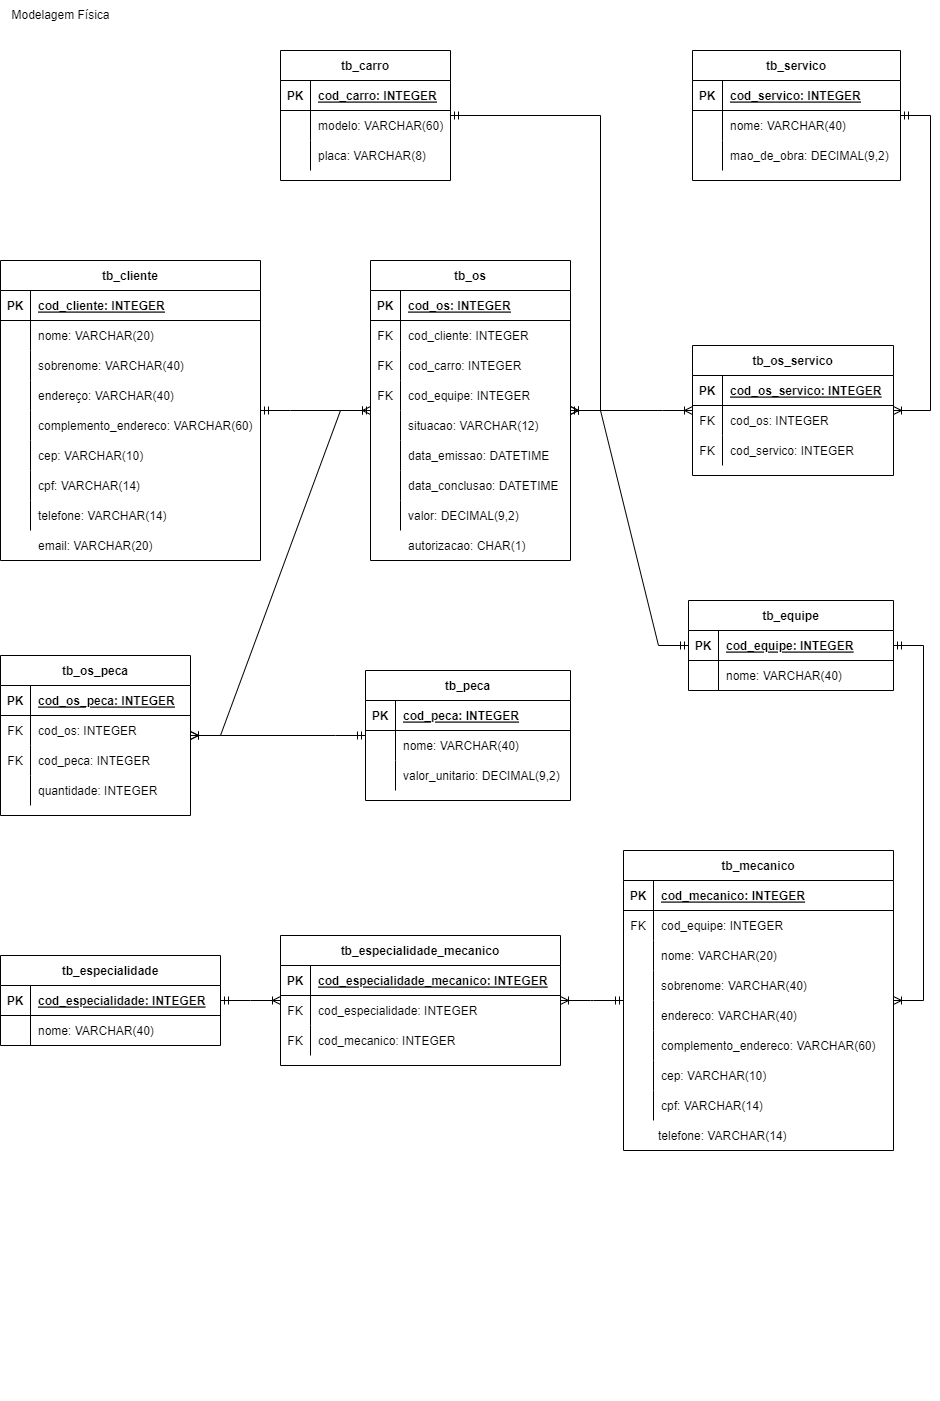 Modelagem Física
tb_carro
PK cod_carro: INTEGER
modelo: VARCHAR(60)
placa: VARCHAR(8)
tb_servico
PK cod_servico: INTEGER
nome: VARCHAR(40)
mao_de_obra: DECIMAL(9,2)
tb_cliente
PK cod_cliente: INTEGER
nome: VARCHAR(20)
sobrenome: VARCHAR(40)
endereço: VARCHAR(40)
complemento_endereco: VARCHAR(60)
cep: VARCHAR(10)
cpf: VARCHAR(14)
telefone: VARCHAR(14)
email: VARCHAR(20)
tb_os
PK cod_os: INTEGER
FK cod_cliente: INTEGER
FK cod_carro: INTEGER
FK cod_equipe: INTEGER
situacao: VARCHAR(12)
data_emissao: DATETIME
data_conclusao: DATETIME
valor: DECIMAL(9,2)
autorizacao: CHAR(1)
tb_os_servico
PK cod_os_servico: INTEGER
FK cod_os: INTEGER
FK cod_servico: INTEGER
tb_equipe
PK cod_equipe: INTEGER
nome: VARCHAR(40)
tb_os_peca
PK cod_os_peca: INTEGER
FK cod_os: INTEGER
FK cod_peca: INTEGER
quantidade: INTEGER
tb_peca
PK cod_peca: INTEGER
nome: VARCHAR(40)
valor_unitario: DECIMAL(9,2)
tb_mecanico
PK cod_mecanico: INTEGER
FK cod_equipe: INTEGER
nome: VARCHAR(20)
sobrenome: VARCHAR(40)
endereco: VARCHAR(40)
complemento_endereco: VARCHAR(60)
cep: VARCHAR(10)
cpf: VARCHAR(14)
telefone: VARCHAR(14)
tb_especialidade_mecanico
PK cod_especialidade_mecanico: INTEGER
FK cod_especialidade: INTEGER
FK cod_mecanico: INTEGER
tb_especialidade
PK cod_especialidade: INTEGER
nome: VARCHAR(40)